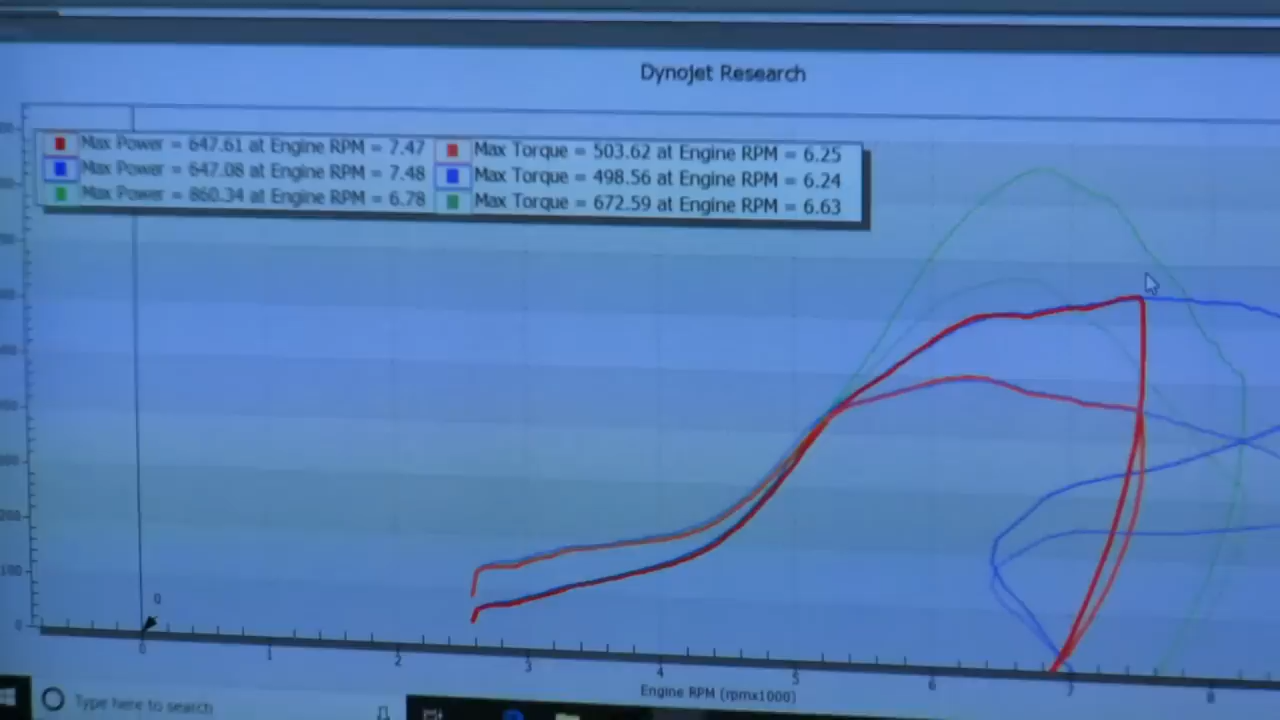 Dynojet Research
Max Power = 647.61 at Engine RPM = 7.47 Max Torque = 503.62 at Engine RPM = 6.25
Max Power = 647.08 at Engine RPM = 7.48 Max Torque = 498.56 at Engine RPM = 6.24
Max Power = 860.34 at Engine RPM = 6.78 Max Torque = 672.59 at Engine RPM = 6.63
200
100
0
0
0 1 2 3 4 5 6 7 8
Engine RPM (rpmx1000)
Type here to search